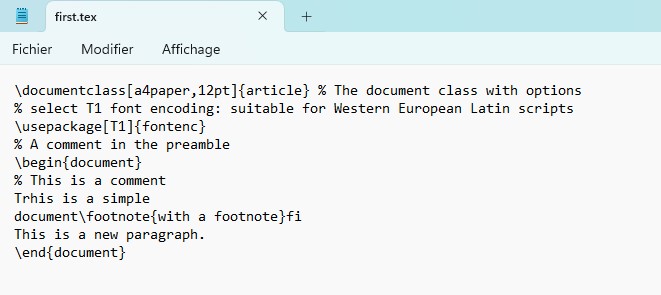 first.tex
Fichier Modifier Affichage
\documentclass[a4paper,12pt]{article} % The document class with options
% select T1 font encoding: suitable for Western European Latin scripts
\usepackage[T1]{fontenc}
% A comment in the preamble
\begin{document}
% This is a comment
Trhis is a simple
document\footnote{with a footnote}fi
This is a new paragraph.
\end{document}